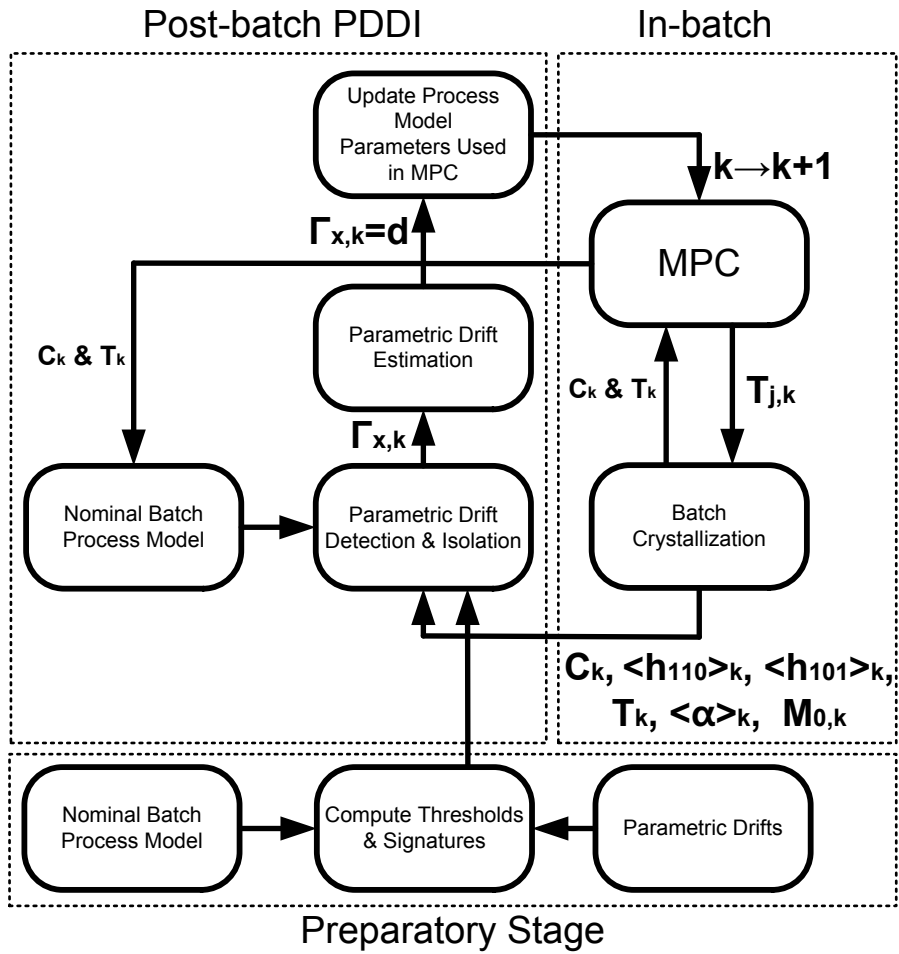 Post-batch PDDI
In-batch
Update Process
Model
Parameters Used
in MPC
k→k+1
Γx,k=d
MPC
Parametric Drift
Estimation
Ck & Tk
Ck & Tk
Tj,k
Γx,k
Nominal Batch
Process Model
Parametric Drift
Detection & Isolation
Batch
Crystallization
Ck, <h110>k, <h101>k,
Tk, <α>k, M0,k
Nominal Batch
Process Model
Compute Thresholds
& Signatures
Parametric Drifts
Preparatory Stage